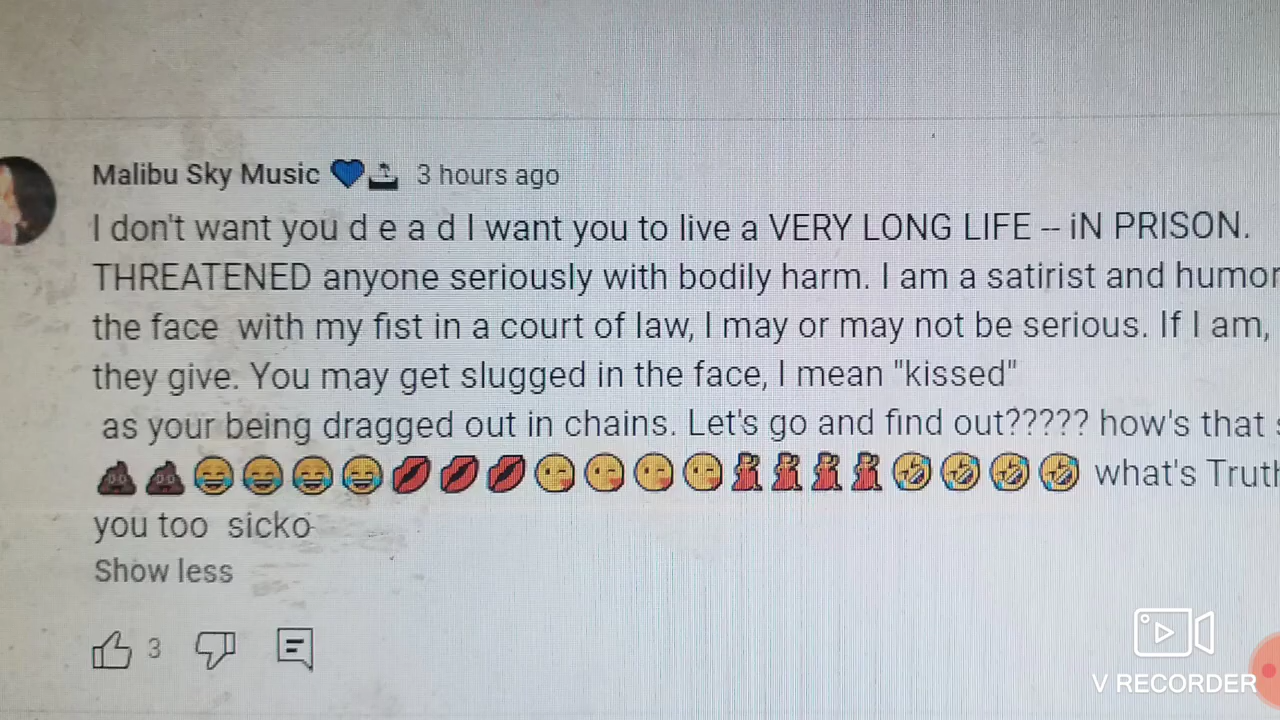 Malibu Sky Music 💙 3 hours ago
I don't want you d e a d I want you to live a VERY LONG LIFE -- iN PRISON.
THREATENED anyone seriously with bodily harm. I am a satirist and humor
the face  with my fist in a court of law, I may or may not be serious. If I am,
they give. You may get slugged in the face, I mean "kissed"
as your being dragged out in chains. Let's go and find out????? how's that
💩💩😂😂😂😂💋💋💋😘😘😘😘💃💃💃💃🤣🤣🤣🤣 what's Truth
you too  sicko
Show less
3
V RECORDER